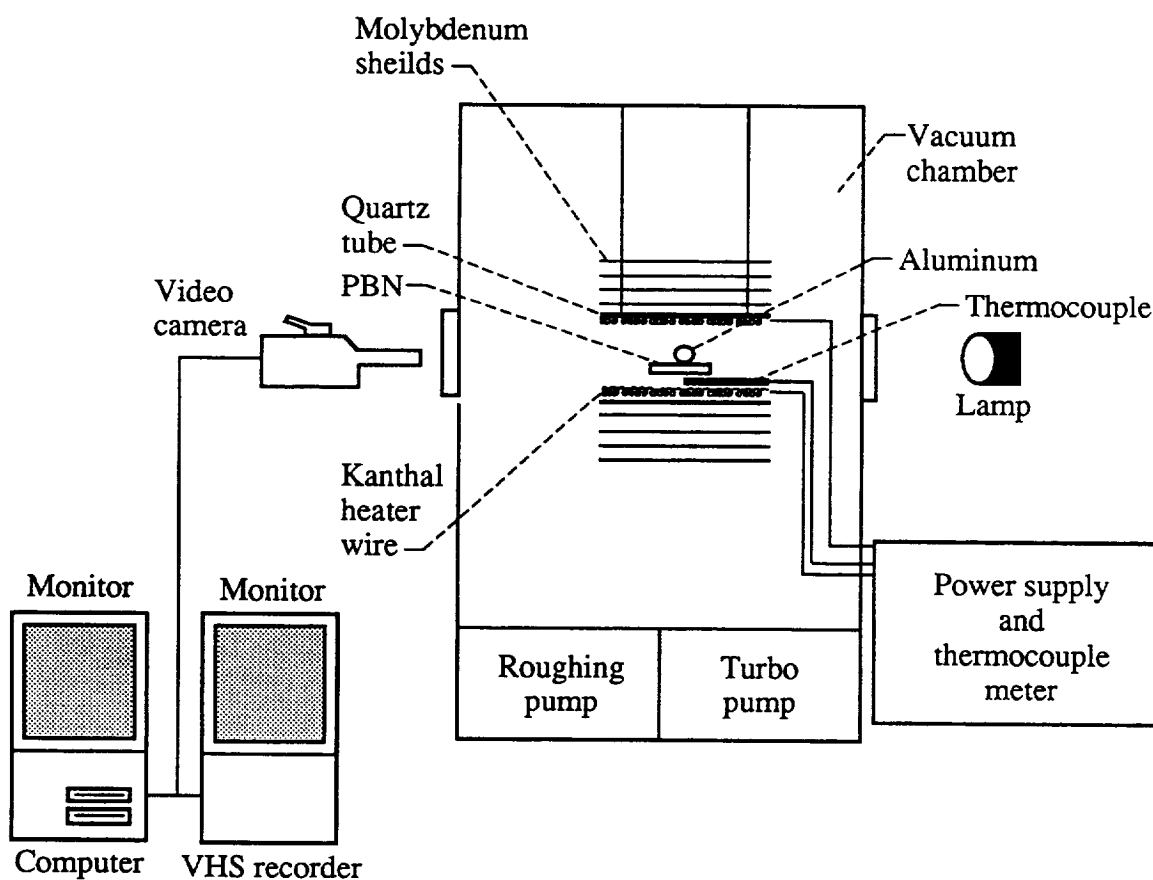 Molybdenum
sheilds
Vacuum
chamber
Quartz
tube
PBN
Aluminum
Thermocouple
Video
camera
Lamp
Kanthal
heater
wire
Monitor
Monitor
Power supply
and
thermocouple
meter
Roughing
pump
Turbo
pump
Computer
VHS recorder